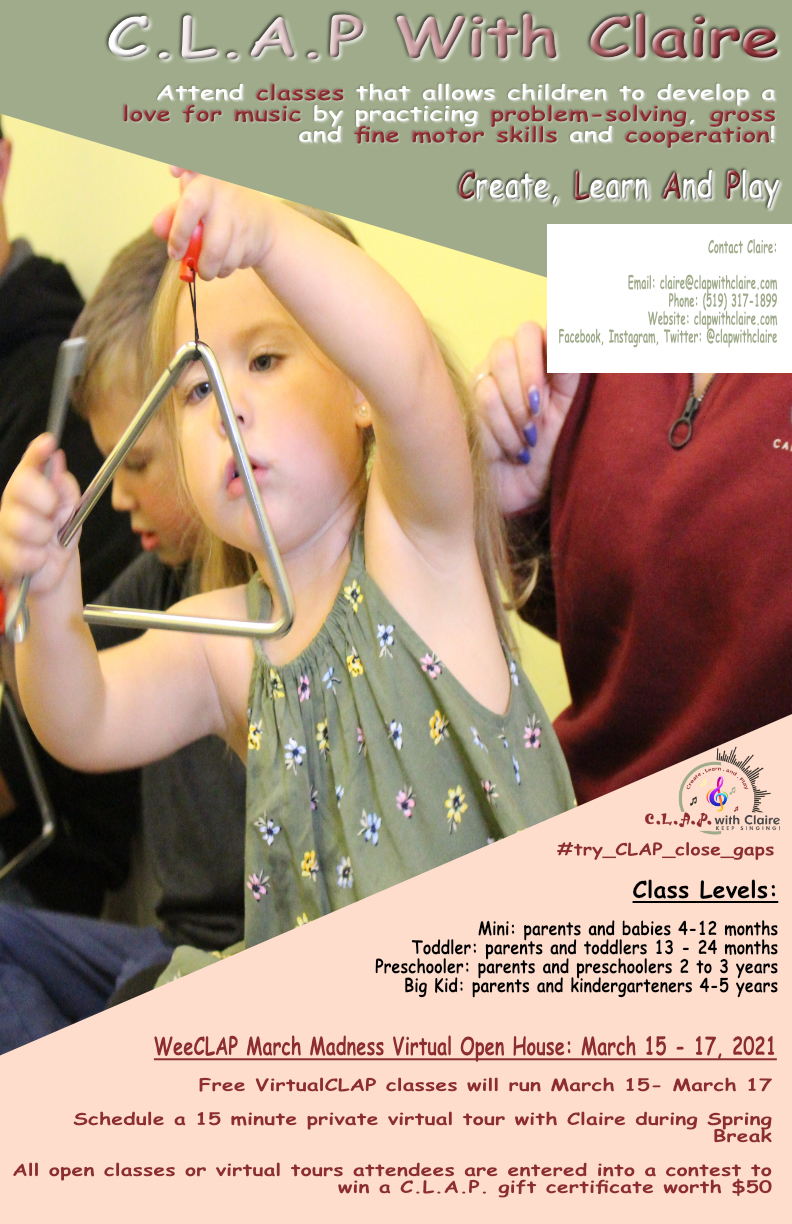 C.L.A.P With Claire
Attend classes that allows children to develop a
love for music by practicing problem-solving, gross
and fine motor skills and cooperation!
Create, Learn And Play
Contact Claire:
Email: claire@clapwithclaire.com
Phone: (519) 317-1899
Website: clapwithclaire.com
Facebook, Instagram, Twitter: @clapwithclaire
Create . Learn . and . Play
C.L.A.P. with Claire
KEEP SINGING!
#try_CLAP_close_gaps
Class Levels:
Mini: parents and babies 4-12 months
Toddler: parents and toddlers 13 - 24 months
Preschooler: parents and preschoolers 2 to 3 years
Big Kid: parents and kindergarteners 4-5 years
WeeCLAP March Madness Virtual Open House: March 15 - 17, 2021
Free VirtualCLAP classes will run March 15- March 17
Schedule a 15 minute private virtual tour with Claire during Spring
Break
All open classes or virtual tours attendees are entered into a contest to
win a C.L.A.P. gift certificate worth $50